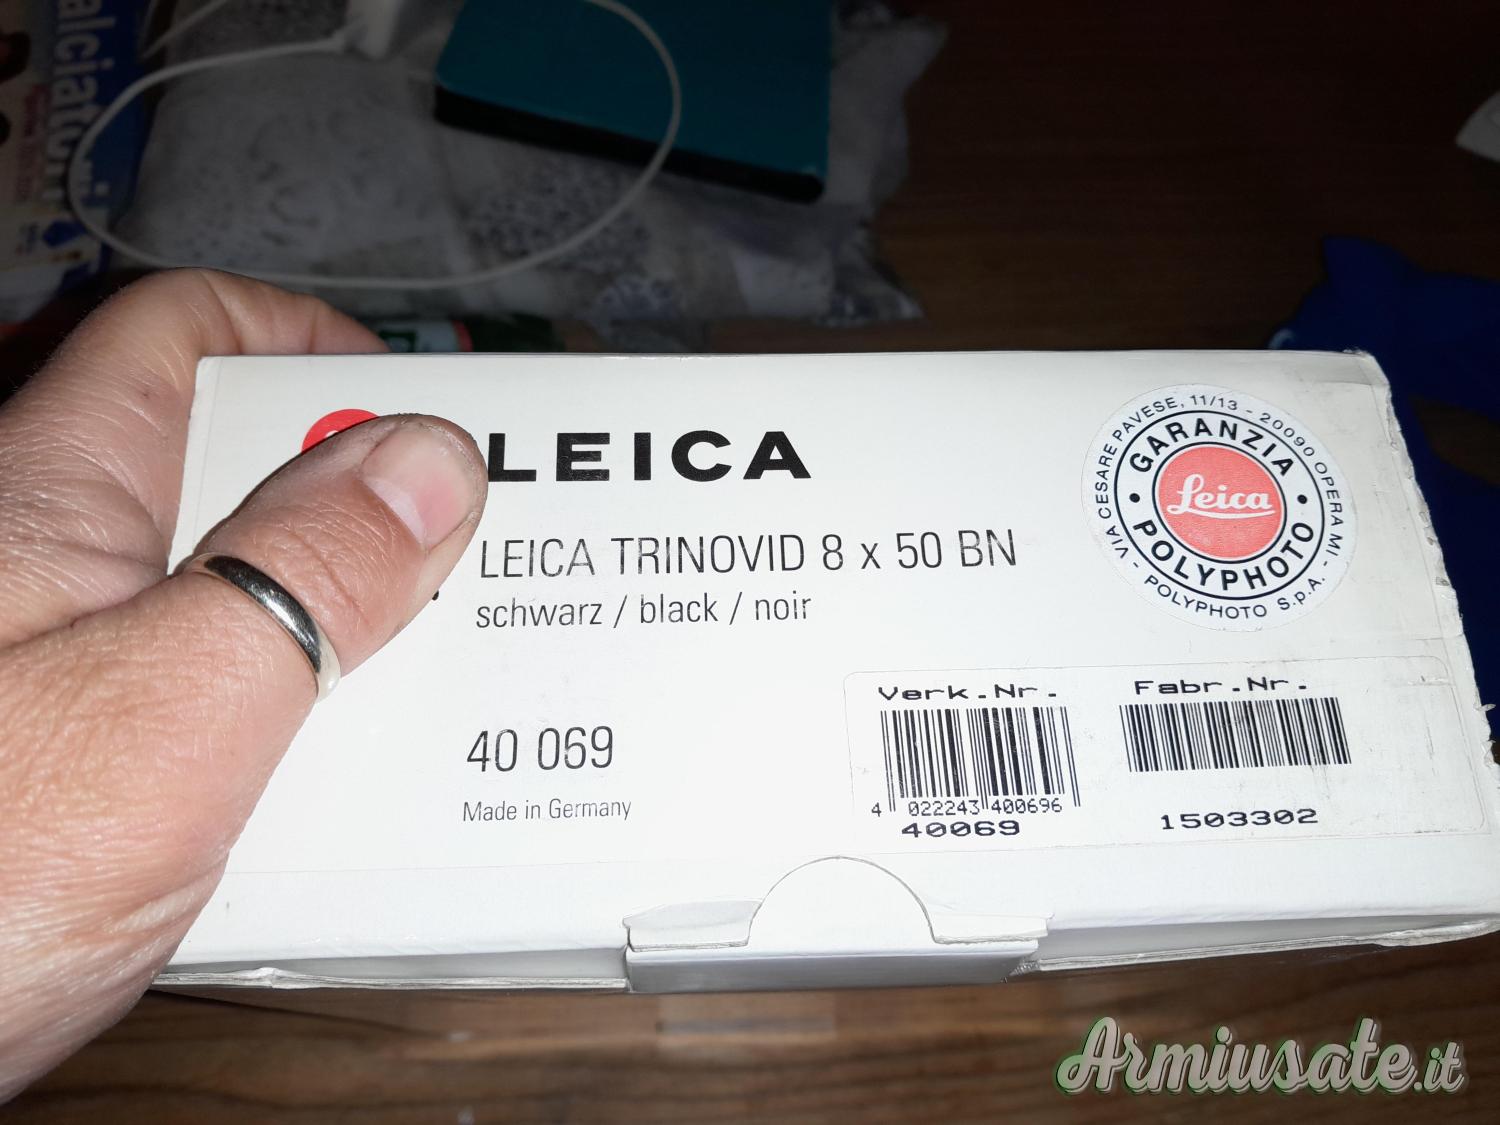 alciatori
LEICA
LEICA TRINOVID 8 x 50 BN
schwarz / black / noir
40 069
Made in Germany
GARANZIA
Leica
POLYPHOTO
VIA CESARE PAVESE, 11/13 - 20090 OPERA MI - POLYPHOTO S.p.A. -
Verk.Nr.
4 022243 400696
40069
Fabr.Nr.
1503302
Armiusate.it